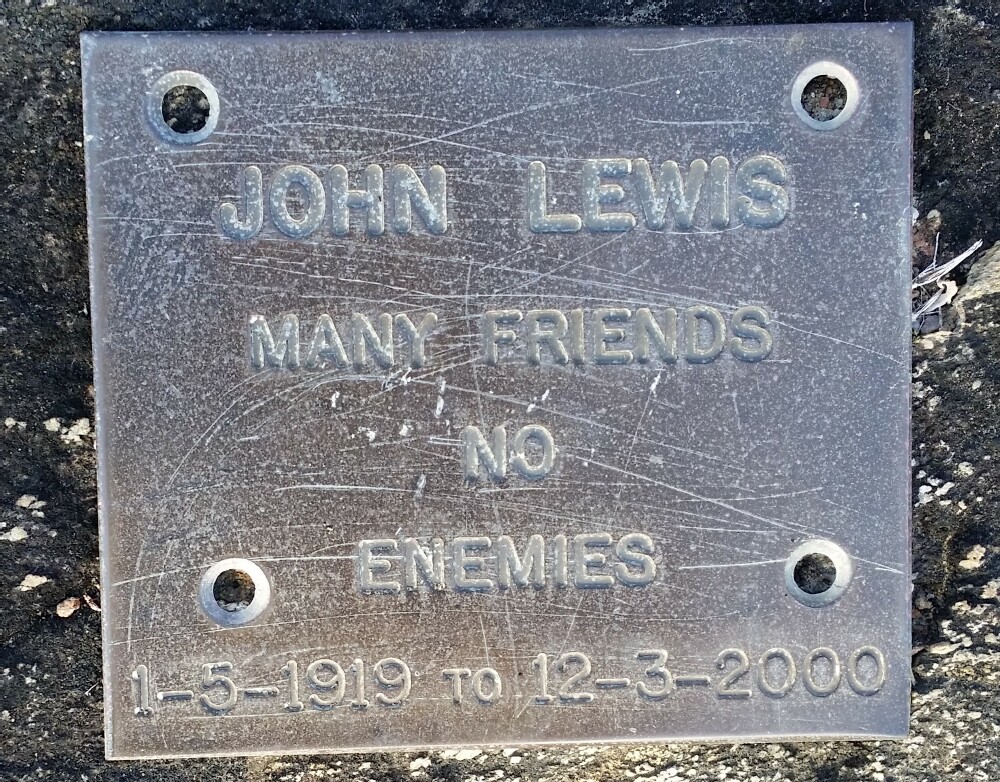 JOHN LEWIS
MANY FRIENDS
NO
ENEMIES
1-5-1919 TO 12-3-2000